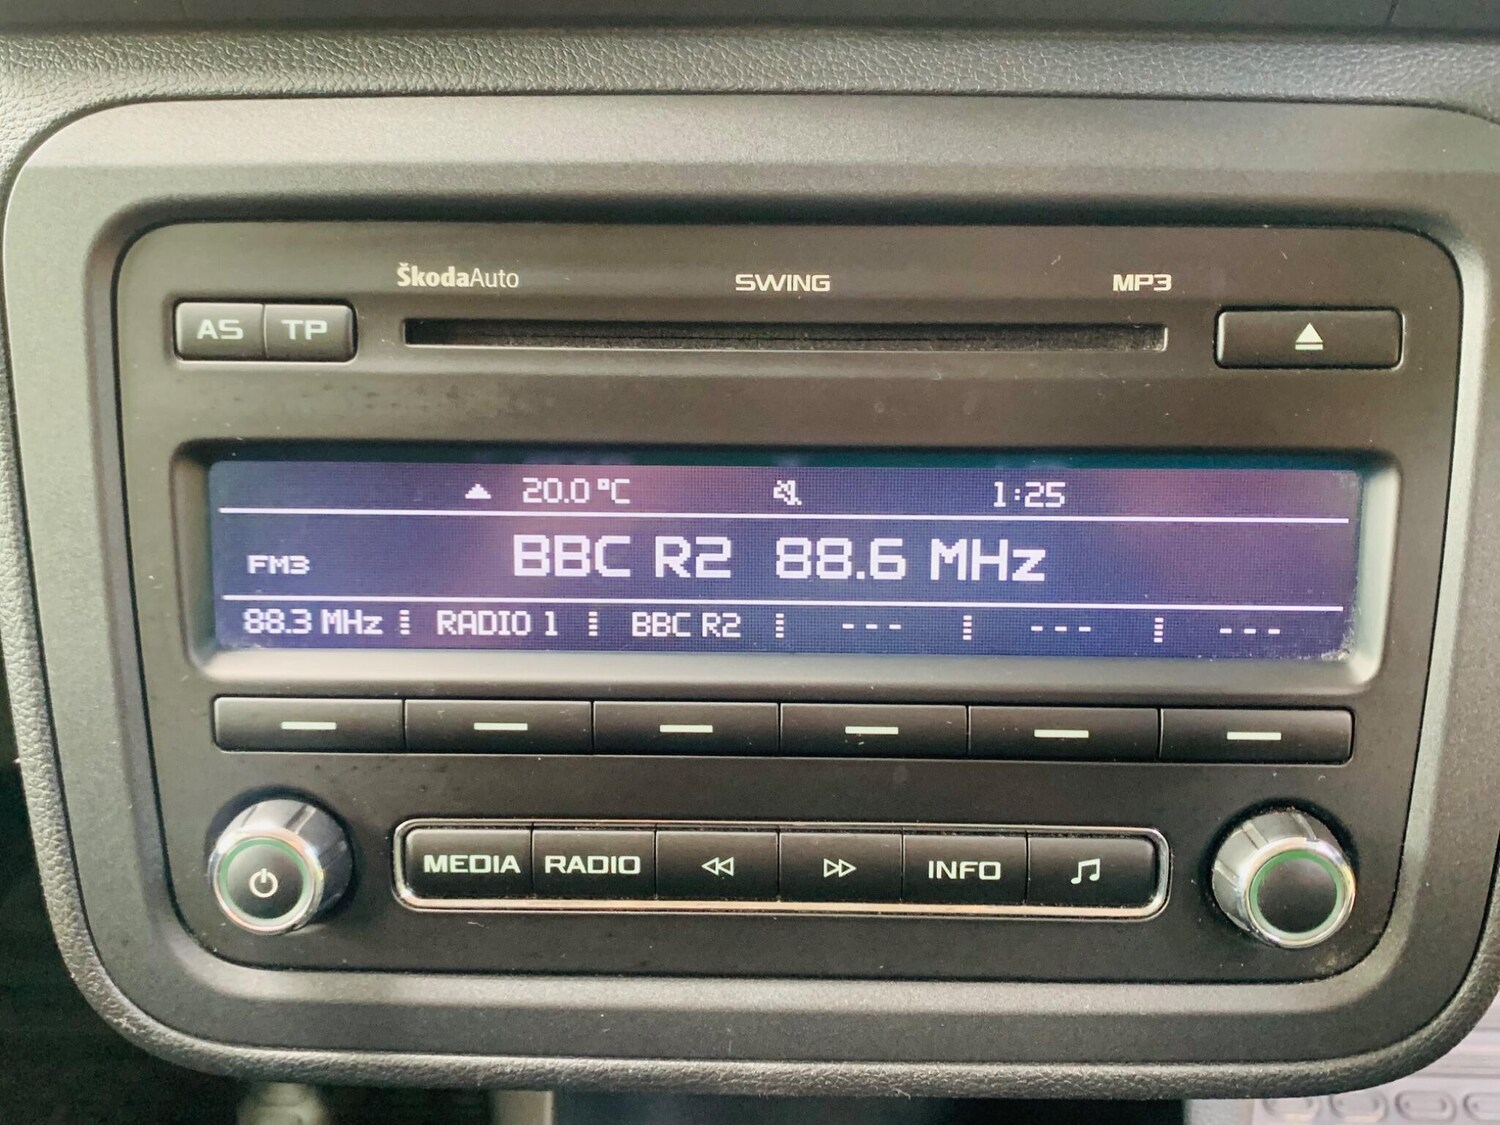 ŠkodaAuto SWING MP3
AS TP
20.0 °C 1:25
FM3 BBC R2 88.6 MHz
88.3 MHz RADIO 1 BBC R2 --- --- ---
MEDIA RADIO INFO